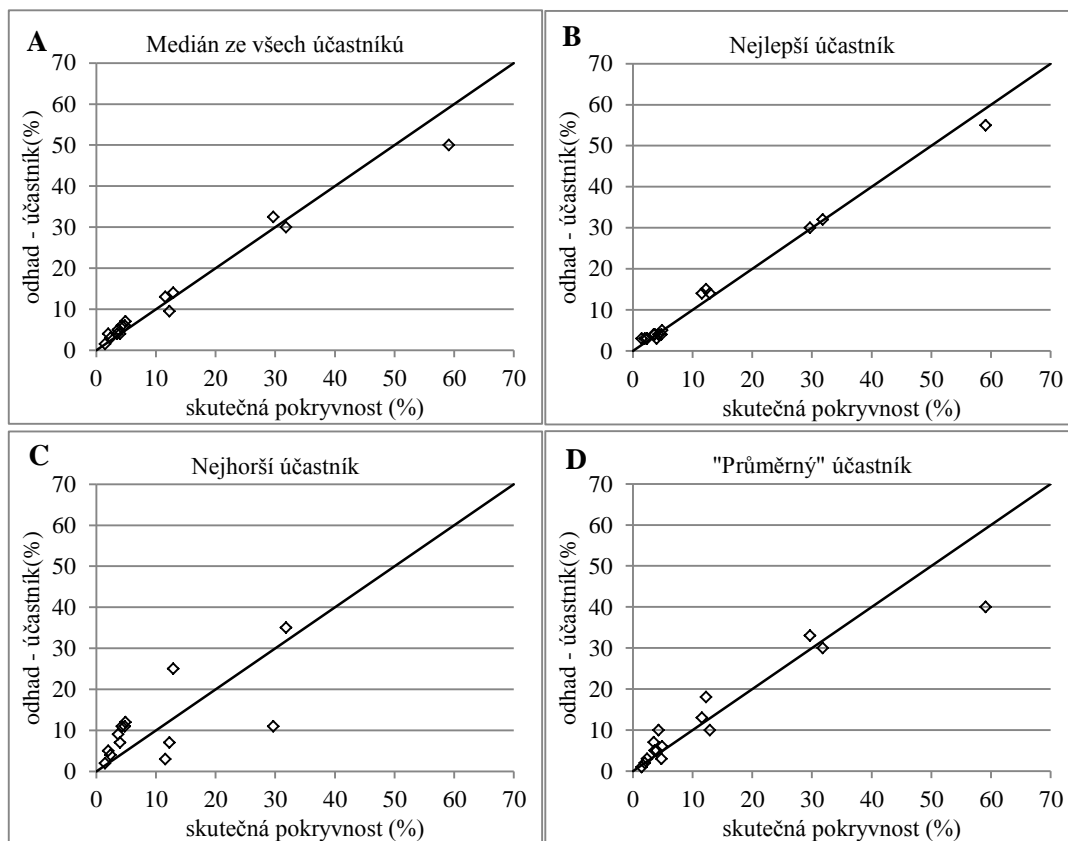 A
Medián ze všech účastníků
70
60
50
40
30
20
10
0
odhad - účastník(%)
0 10 20 30 40 50 60 70
skutečná pokryvnost (%)
B
Nejlepší účastník
70
60
50
40
30
20
10
0
odhad - účastník(%)
0 10 20 30 40 50 60 70
skutečná pokryvnost (%)
C
Nejhorší účastník
70
60
50
40
30
20
10
0
odhad - účastník(%)
0 10 20 30 40 50 60 70
skutečná pokryvnost (%)
D
"Průměrný" účastník
70
60
50
40
30
20
10
0
odhad - účastník(%)
0 10 20 30 40 50 60 70
skutečná pokryvnost (%)